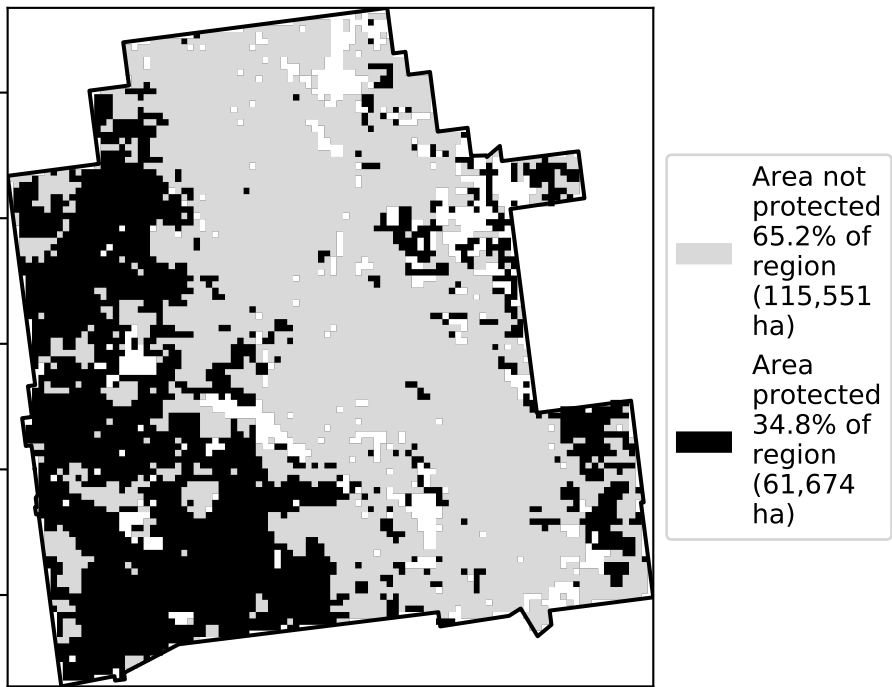 Area not
protected
65.2% of
region
(115,551
ha)
Area
protected
34.8% of
region
(61,674
ha)